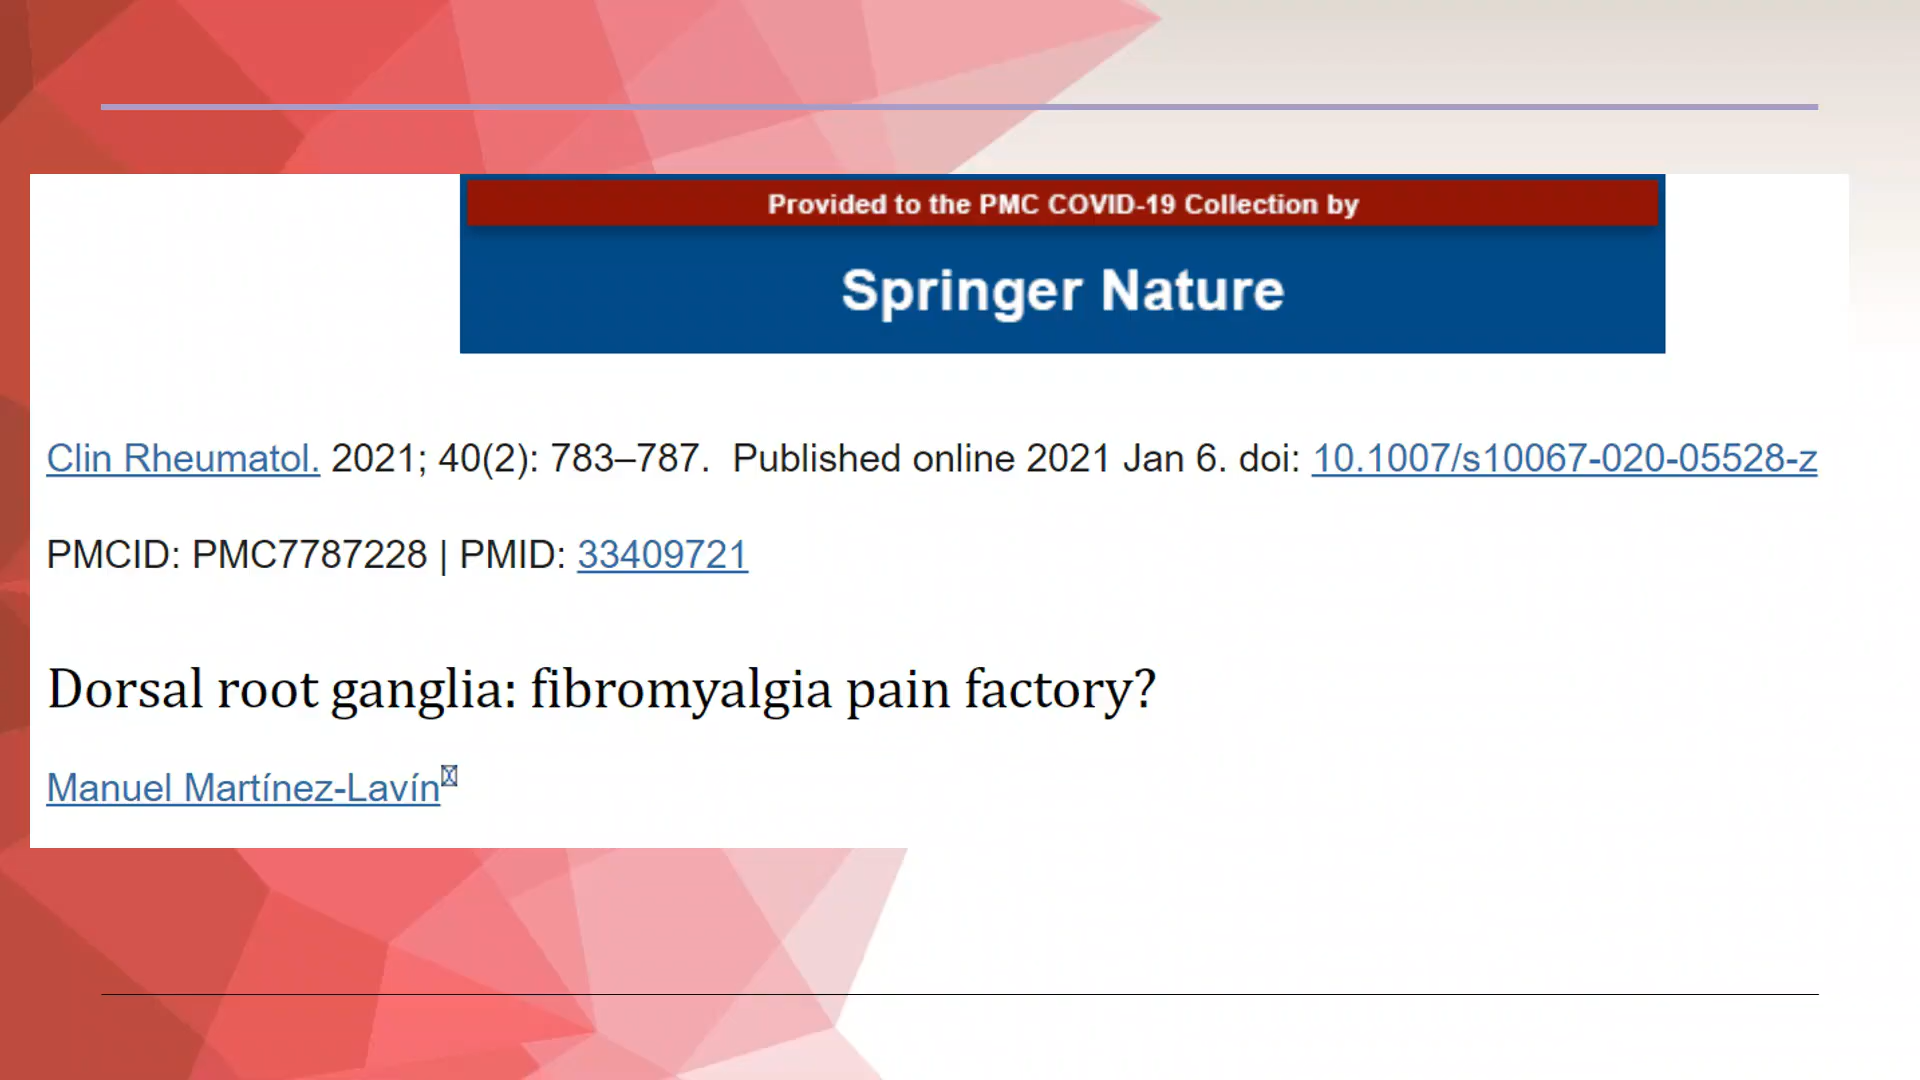 Provided to the PMC COVID-19 Collection by
Springer Nature
Clin Rheumatol. 2021; 40(2): 783–787.  Published online 2021 Jan 6. doi: 10.1007/s10067-020-05528-z
PMCID: PMC7787228 | PMID: 33409721
Dorsal root ganglia: fibromyalgia pain factory?
Manuel Martínez-Lavín